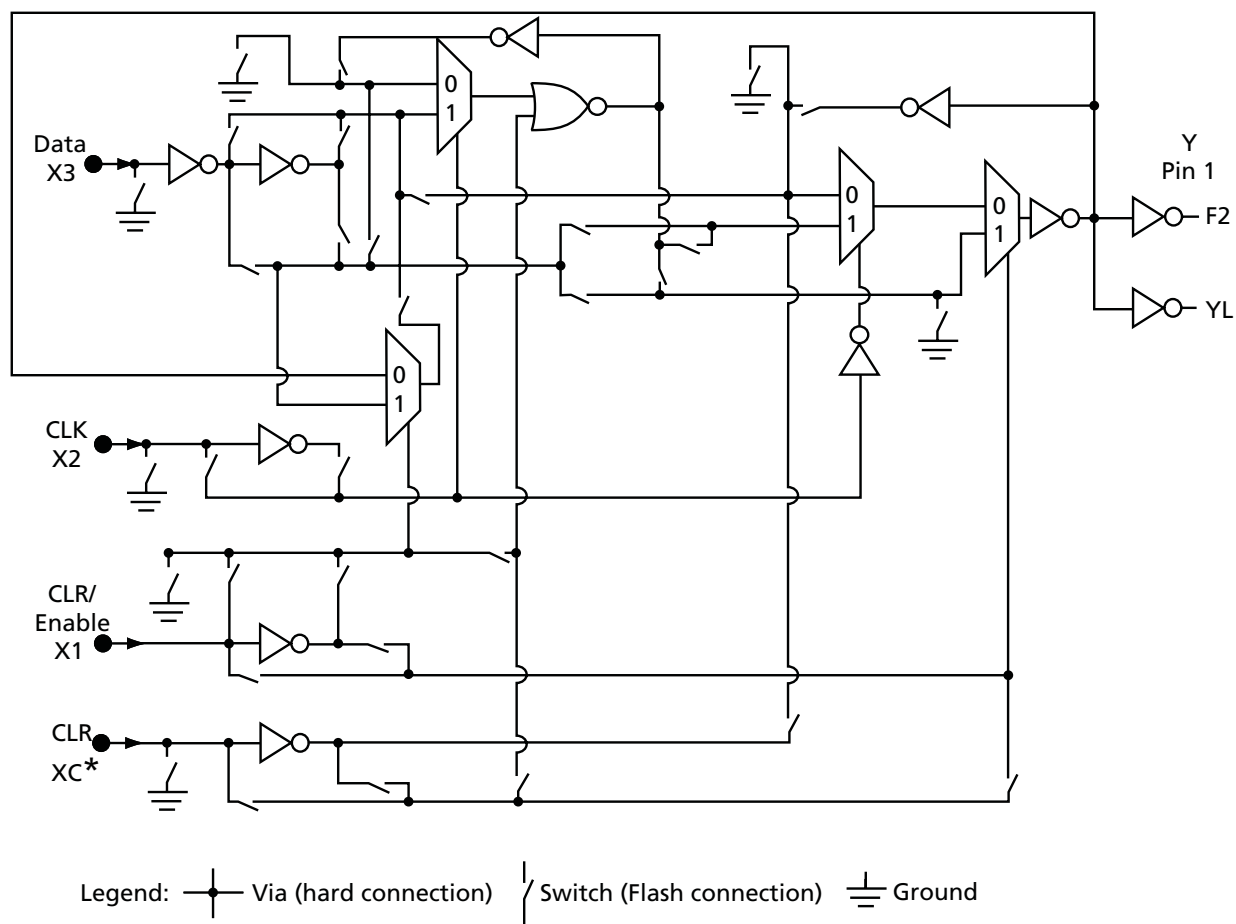 0
1
Data
X3
Y
Pin 1
0
1
0
1
F2
YL
0
1
CLK
X2
CLR/
Enable
X1
CLR
XC*
Legend: Via (hard connection) Switch (Flash connection) Ground